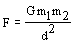 F = Gm₁m₂ / d²